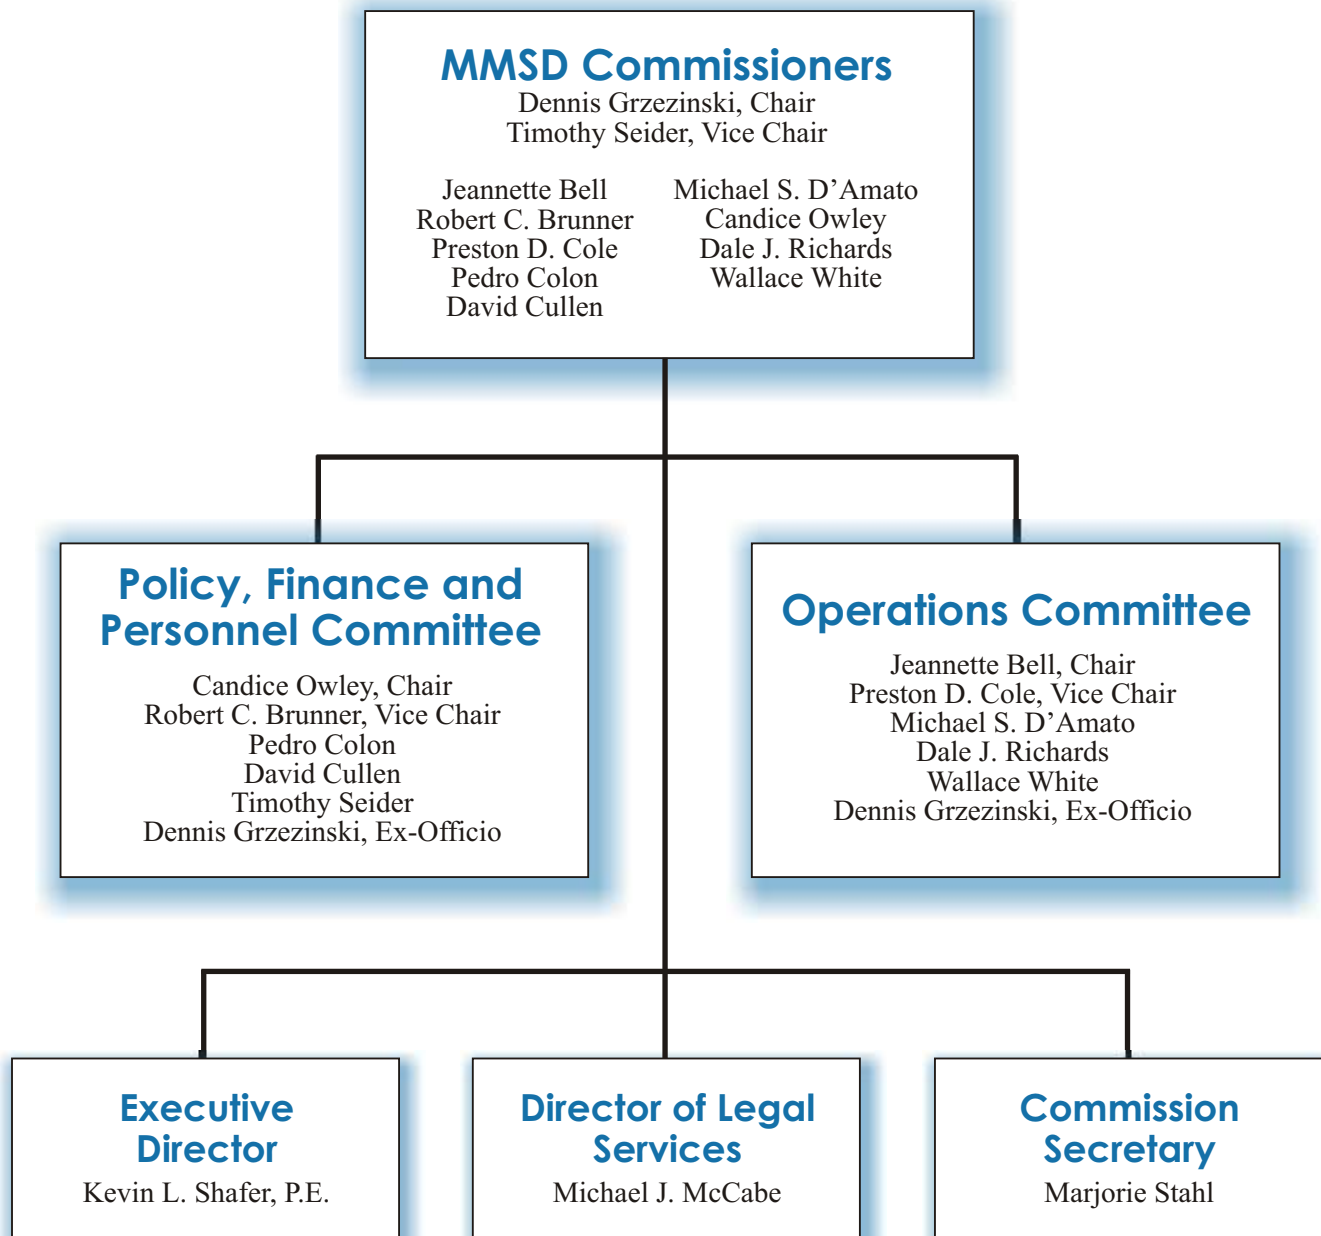 MMSD Commissioners
Dennis Grzezinski, Chair
Timothy Seider, Vice Chair
Jeannette Bell
Robert C. Brunner
Preston D. Cole
Pedro Colon
David Cullen
Michael S. D’Amato
Candice Owley
Dale J. Richards
Wallace White
Policy, Finance and
Personnel Committee
Candice Owley, Chair
Robert C. Brunner, Vice Chair
Pedro Colon
David Cullen
Timothy Seider
Dennis Grzezinski, Ex-Officio
Operations Committee
Jeannette Bell, Chair
Preston D. Cole, Vice Chair
Michael S. D’Amato
Dale J. Richards
Wallace White
Dennis Grzezinski, Ex-Officio
Executive
Director
Kevin L. Shafer, P.E.
Director of Legal
Services
Michael J. McCabe
Commission
Secretary
Marjorie Stahl